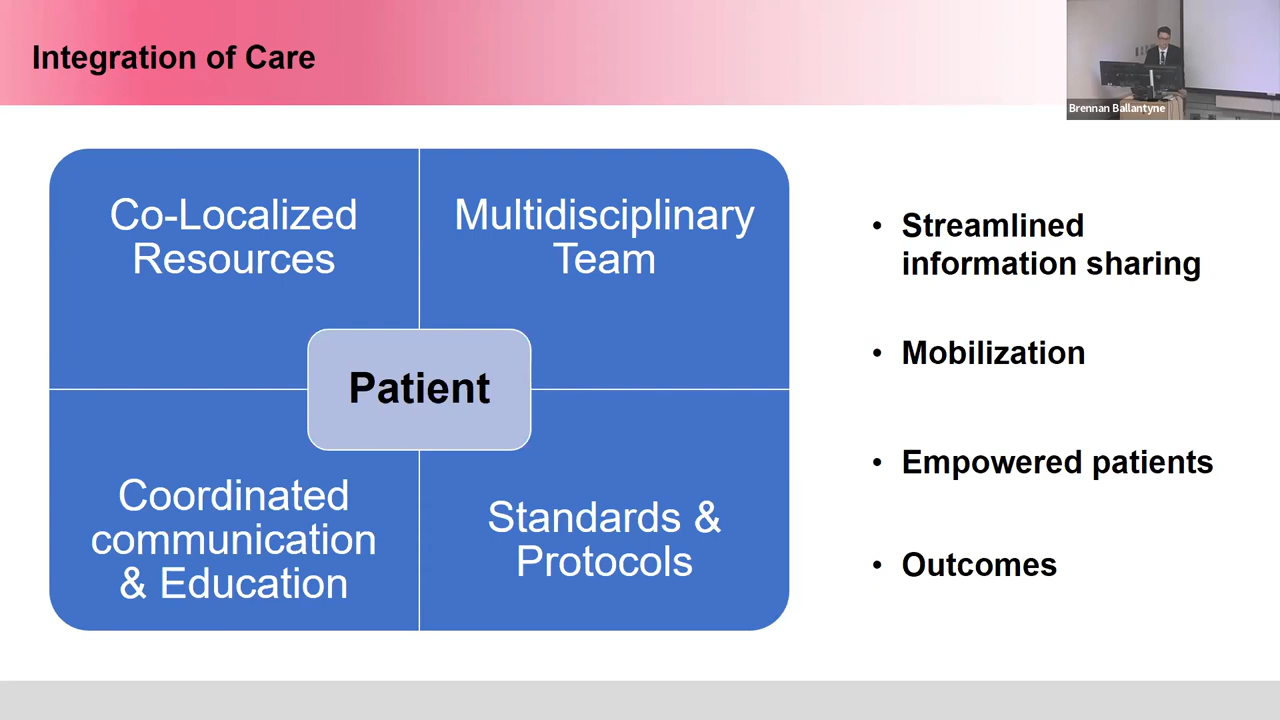 Integration of Care
Brennan Ballantyne
Co-Localized
Resources
Multidisciplinary
Team
Patient
Coordinated
communication
& Education
Standards &
Protocols
• Streamlined
information sharing
• Mobilization
• Empowered patients
• Outcomes